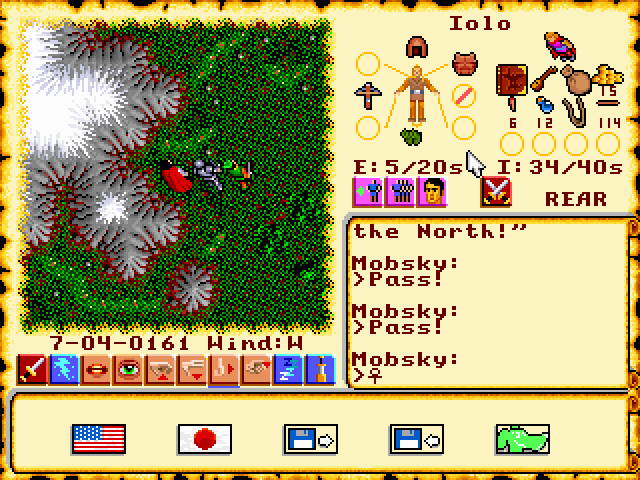 Iolo
15
6 12 114
E: 5/20s I: 34/40s
REAR
the North!”
Mobsky:
>Pass!
Mobsky:
>Pass!
Mobsky:
>♀
7-04-0161 Wind:W